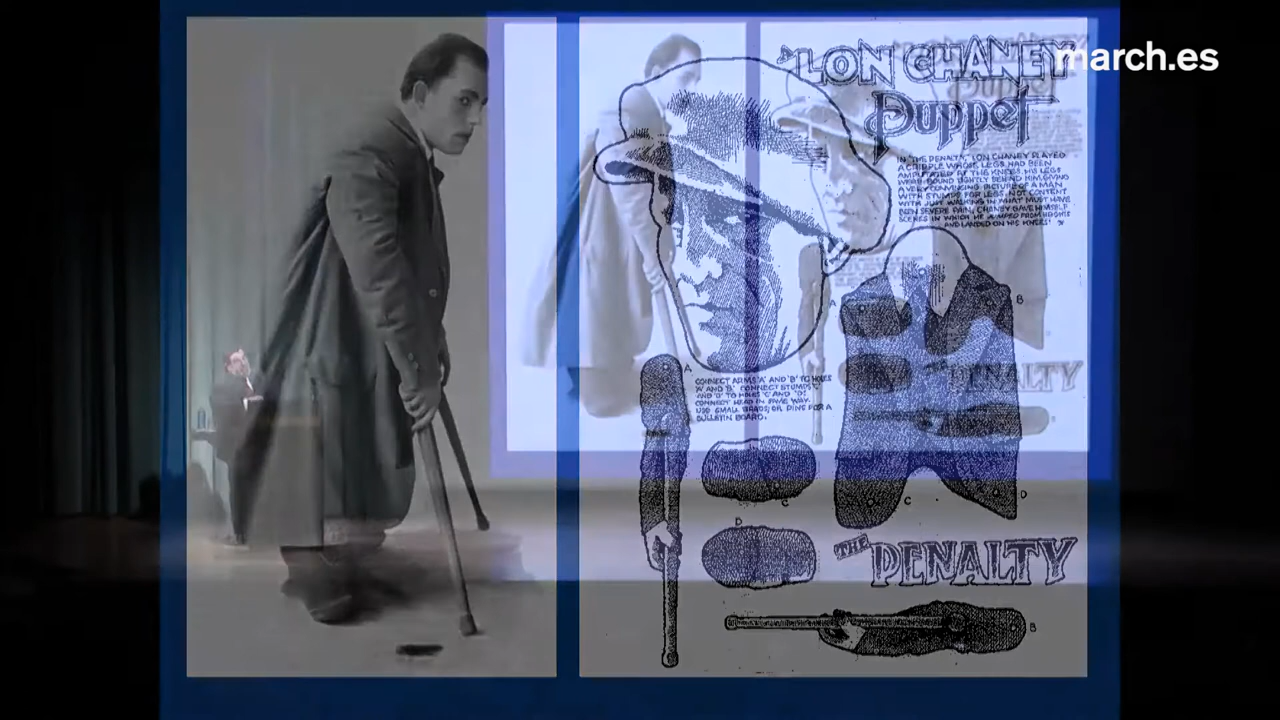 march.es
LON CHANEY
Puppet
IN "THE PENALTY," LON CHANEY PLAYED
A CRIPPLE WHOSE LEGS HAD BEEN
AMPUTATED AT THE KNEES. HIS LEGS
WERE BOUND TIGHTLY BEHIND HIM, GIVING
A VERY CONVINCING PICTURE OF A MAN
WITH STUMPS FOR LEGS. NOT CONTENT
WITH JUST WALKING IN WHAT MUST HAVE
BEEN SEVERE PAIN, CHANEY GAVE HIMSELF
SCENES IN WHICH HE JUMPED FROM HEIGHTS
AND LANDED ON HIS KNEES!
A
B
A
CONNECT ARMS 'A' AND 'B' TO HOLES
'A' AND 'B'. CONNECT STUMPS 'C'
AND 'D' TO HOLES 'C' AND 'D'.
CONNECT HEAD IN SAME WAY.
USE SMALL BRADS, OR PINS FOR A
BULLETIN BOARD.
PENALTY
C
C
D
D
THE PENALTY
B